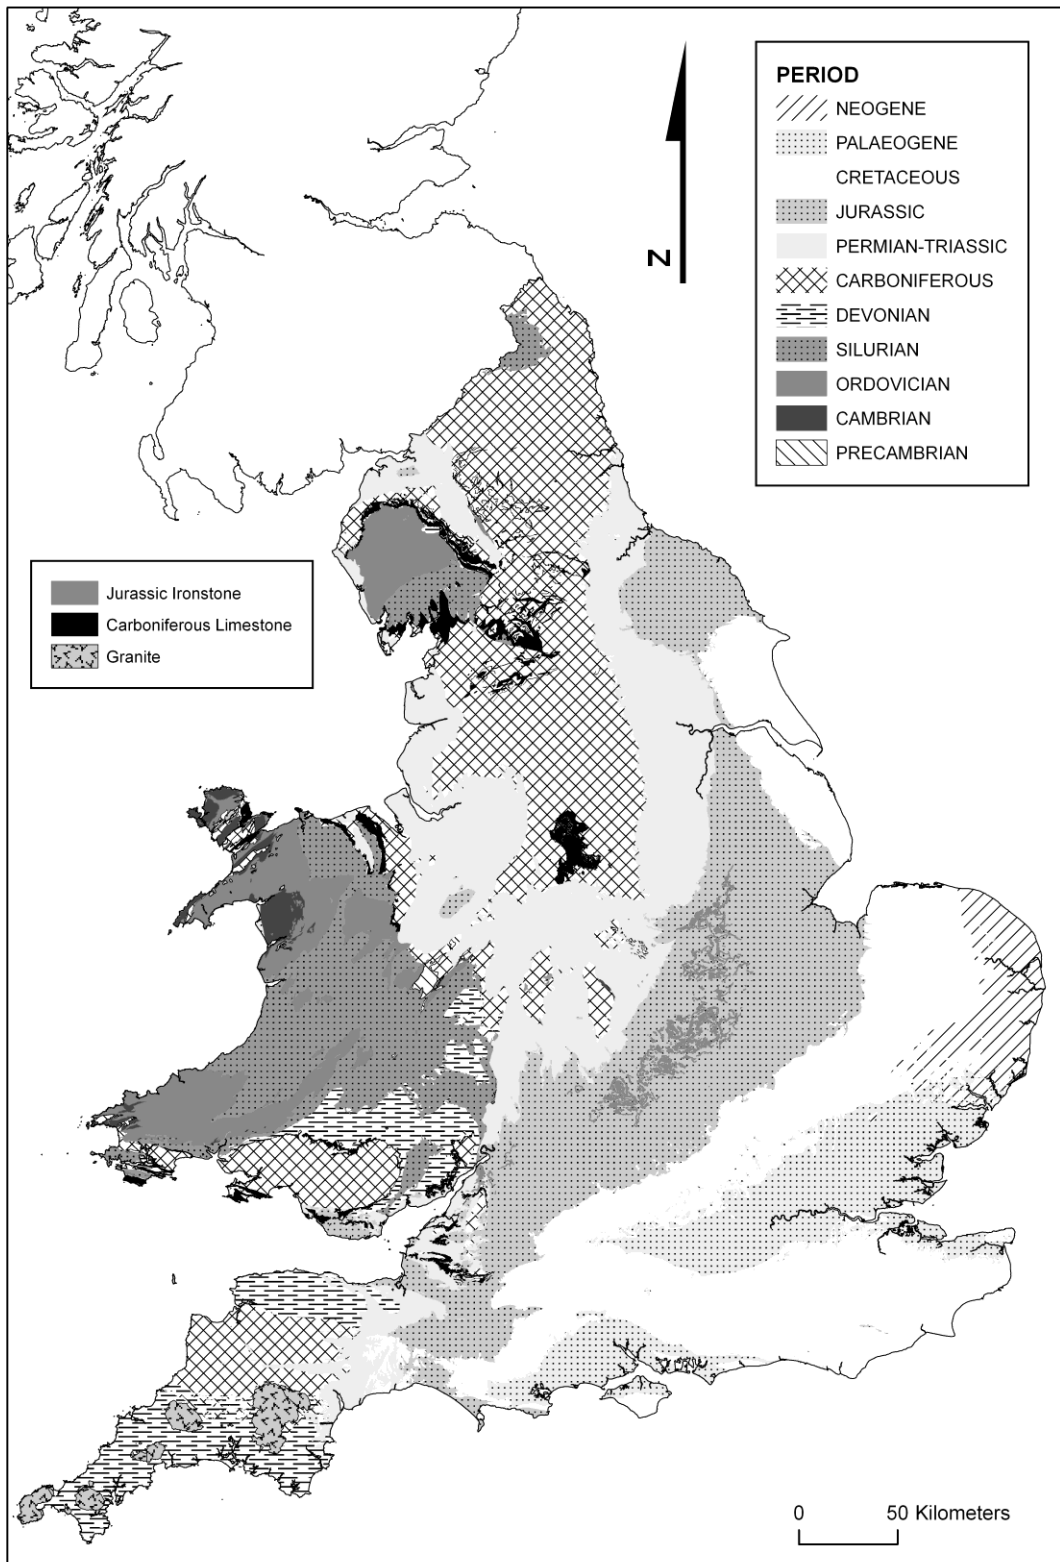 PERIOD
NEOGENE
PALAEOGENE
CRETACEOUS
JURASSIC
PERMIAN-TRIASSIC
CARBONIFEROUS
DEVONIAN
SILURIAN
ORDOVICIAN
CAMBRIAN
PRECAMBRIAN
N
Jurassic Ironstone
Carboniferous Limestone
Granite
0 50 Kilometers